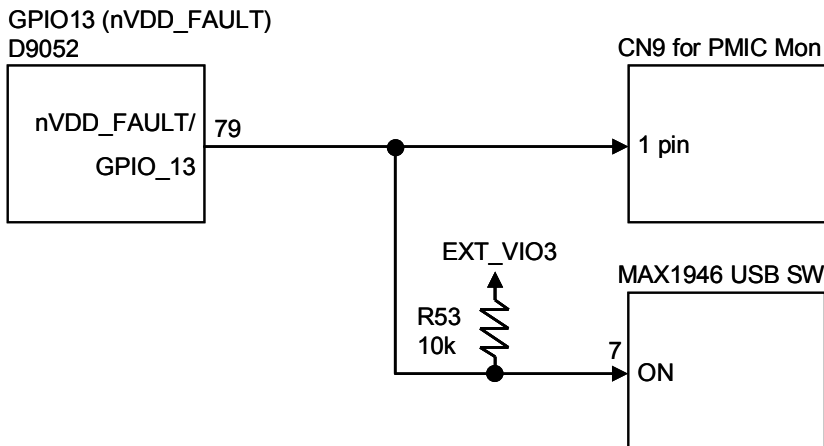 GPIO13 (nVDD_FAULT)
D9052
CN9 for PMIC Mon
nVDD_FAULT/
79
GPIO_13
1 pin
EXT_VIO3
MAX1946 USB SW
R53
10k
7
ON